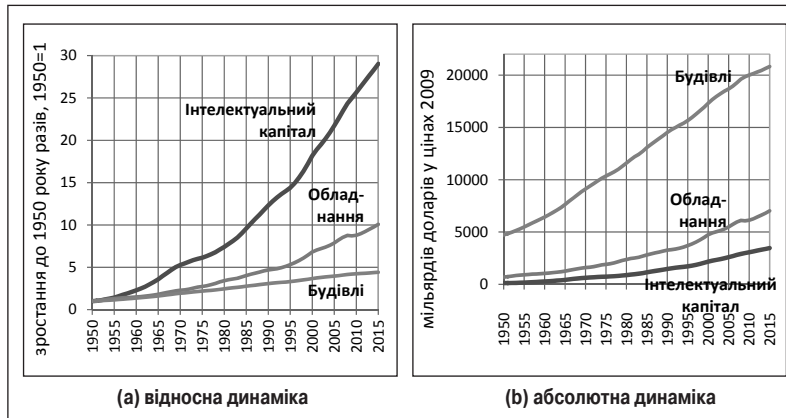 зростання до 1950 року разів, 1950=1
30
25
20
15
10
5
0
Інтелектуальний
капітал
Облад-
нання
Будівлі
1950
1955
1960
1965
1970
1975
1980
1985
1990
1995
2000
2005
2010
2015
(a) відносна динаміка
мільярдів доларів у цінах 2009
20000
15000
10000
5000
0
Будівлі
Облад-
нання
Інтелектуальний
капітал
1950
1955
1960
1965
1970
1975
1980
1985
1990
1995
2000
2005
2010
2015
(b) абсолютна динаміка